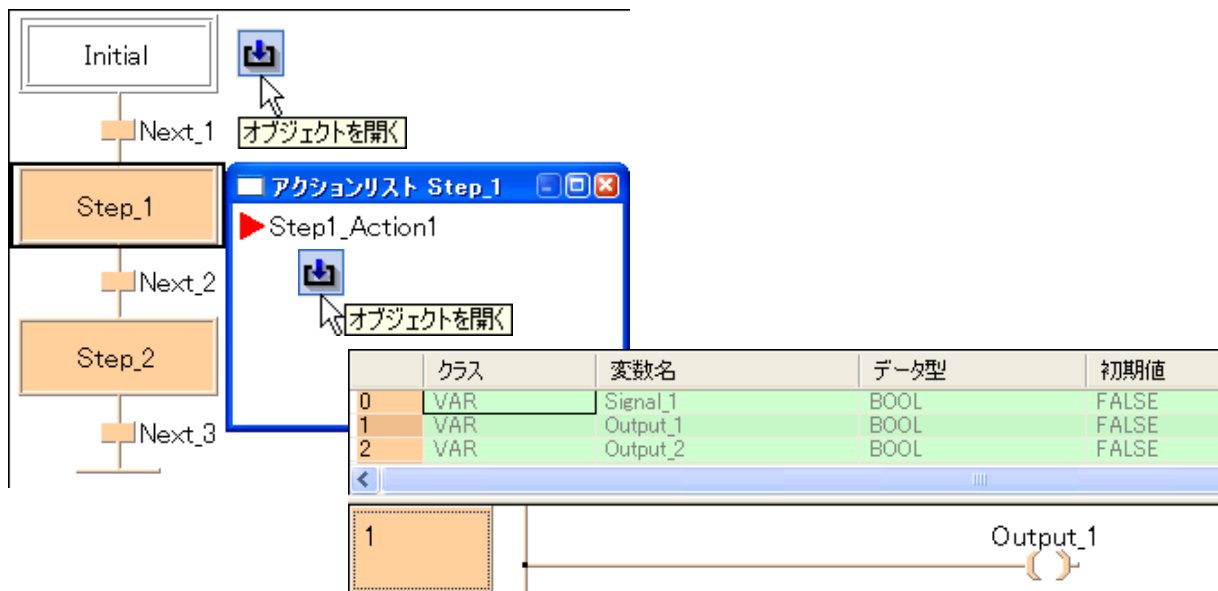 Initial
Next_1
オブジェクトを開く
Step_1
アクションリスト Step_1
Step1_Action1
Next_2
オブジェクトを開く
Step_2
Next_3
クラス 変数名 データ型 初期値
0 VAR Signal_1 BOOL FALSE
1 VAR Output_1 BOOL FALSE
2 VAR Output_2 BOOL FALSE
1
Output_1